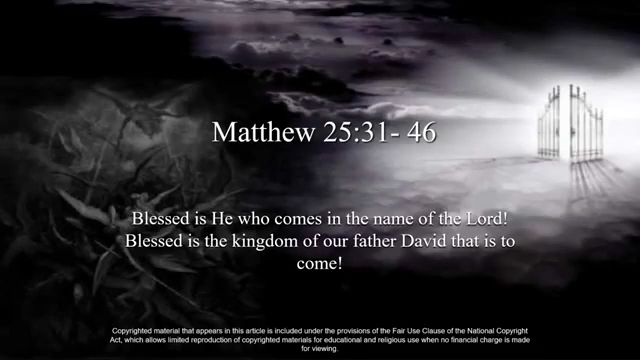 Matthew 25:31- 46
Blessed is He who comes in the name of the Lord!
Blessed is the kingdom of our father David that is to
come!
Copyrighted material that appears in this article is included under the provisions of the Fair Use Clause of the National Copyright
Act, which allows limited reproduction of copyrighted materials for educational and religious use when no financial charge is made
for viewing.